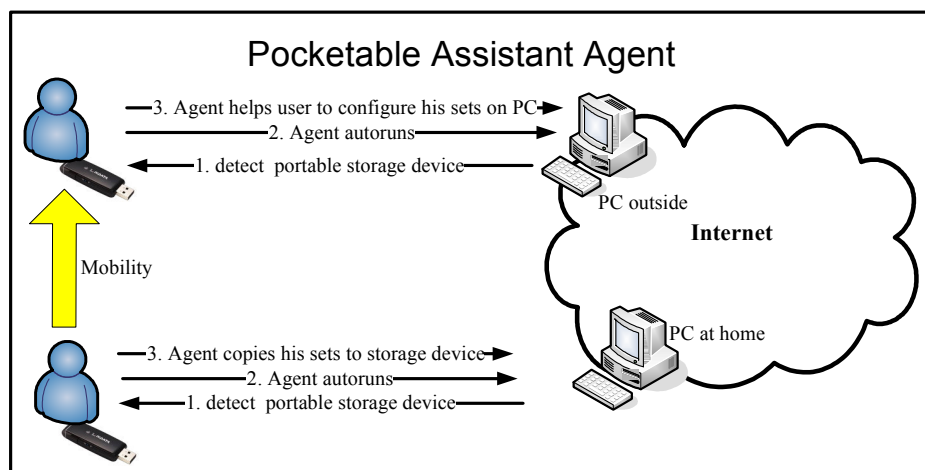 Pocketable Assistant Agent
3. Agent helps user to configure his sets on PC
2. Agent autoruns
1. detect portable storage device
PC outside
Internet
Mobility
PC at home
3. Agent copies his sets to storage device
2. Agent autoruns
1. detect portable storage device